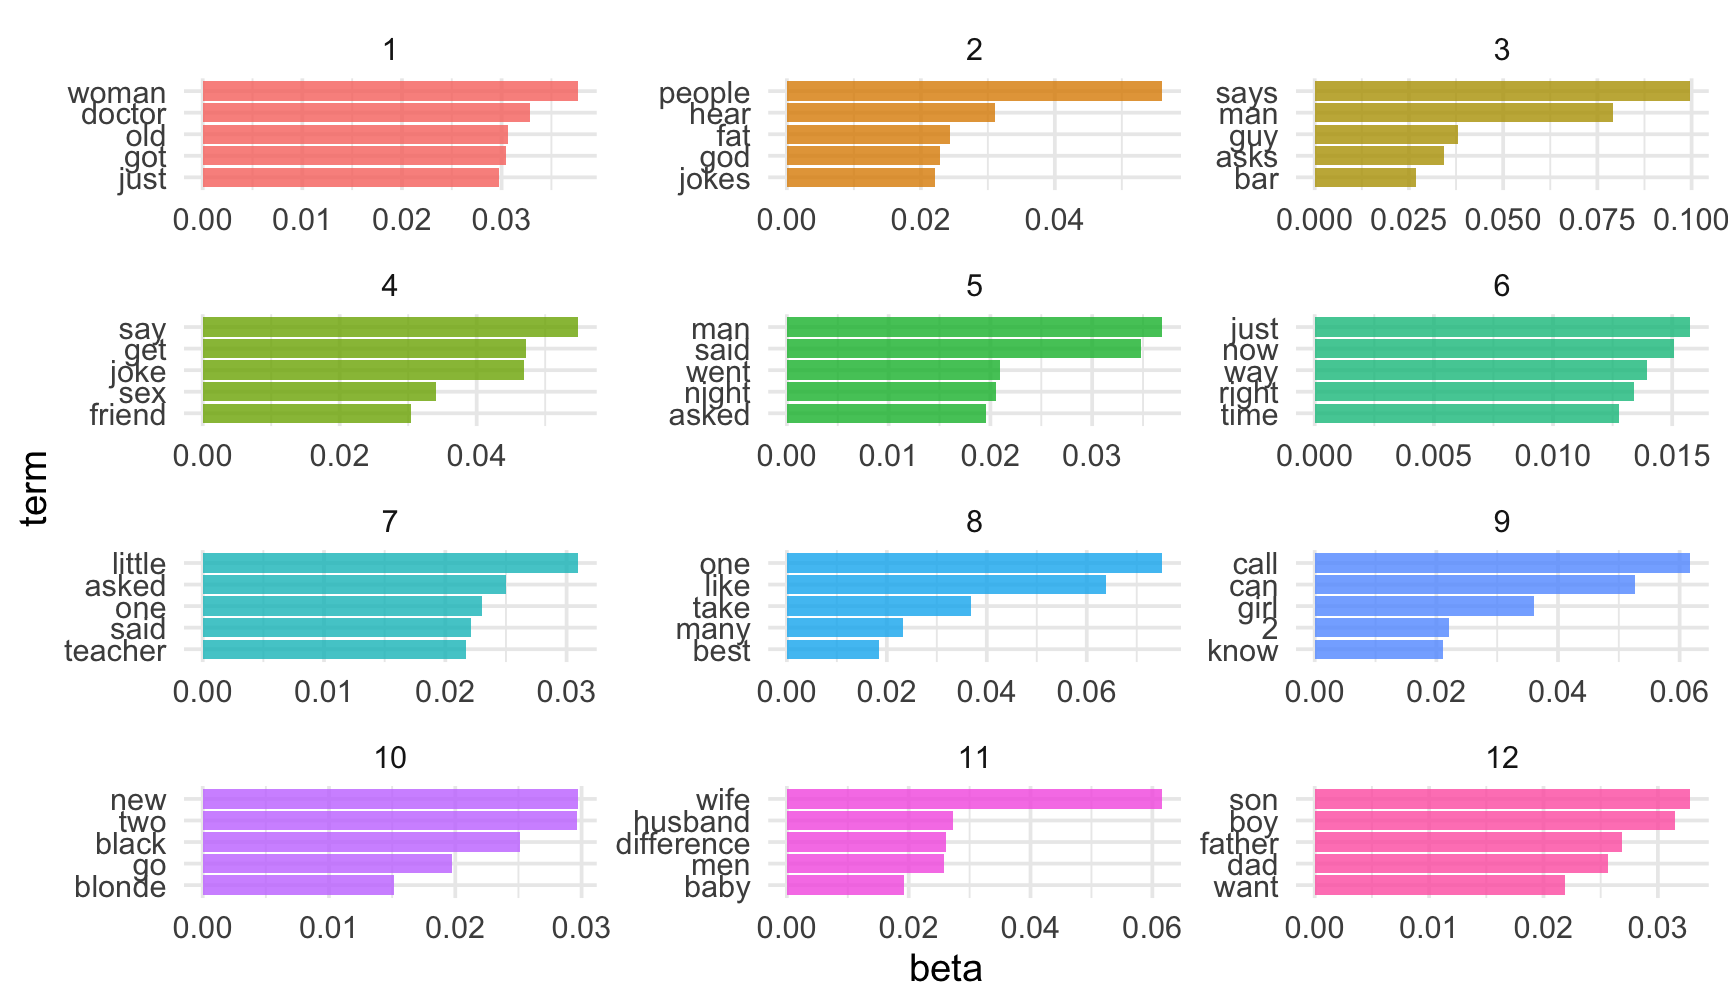 1
woman
doctor
old
got
just
0.00 0.01 0.02 0.03
2
people
hear
fat
god
jokes
0.00 0.02 0.04
3
says
man
guy
asks
bar
0.000 0.025 0.050 0.075 0.100
4
say
get
joke
sex
friend
0.00 0.02 0.04
5
man
said
went
night
asked
0.00 0.01 0.02 0.03
6
just
now
way
right
time
0.000 0.005 0.010 0.015
term
7
little
asked
one
said
teacher
0.00 0.01 0.02 0.03
8
one
like
take
many
best
0.00 0.02 0.04 0.06
9
call
can
girl
2
know
0.00 0.02 0.04 0.06
10
new
two
black
go
blonde
0.00 0.01 0.02 0.03
11
wife
husband
difference
men
baby
0.00 0.02 0.04 0.06
12
son
boy
father
dad
want
0.00 0.01 0.02 0.03
beta